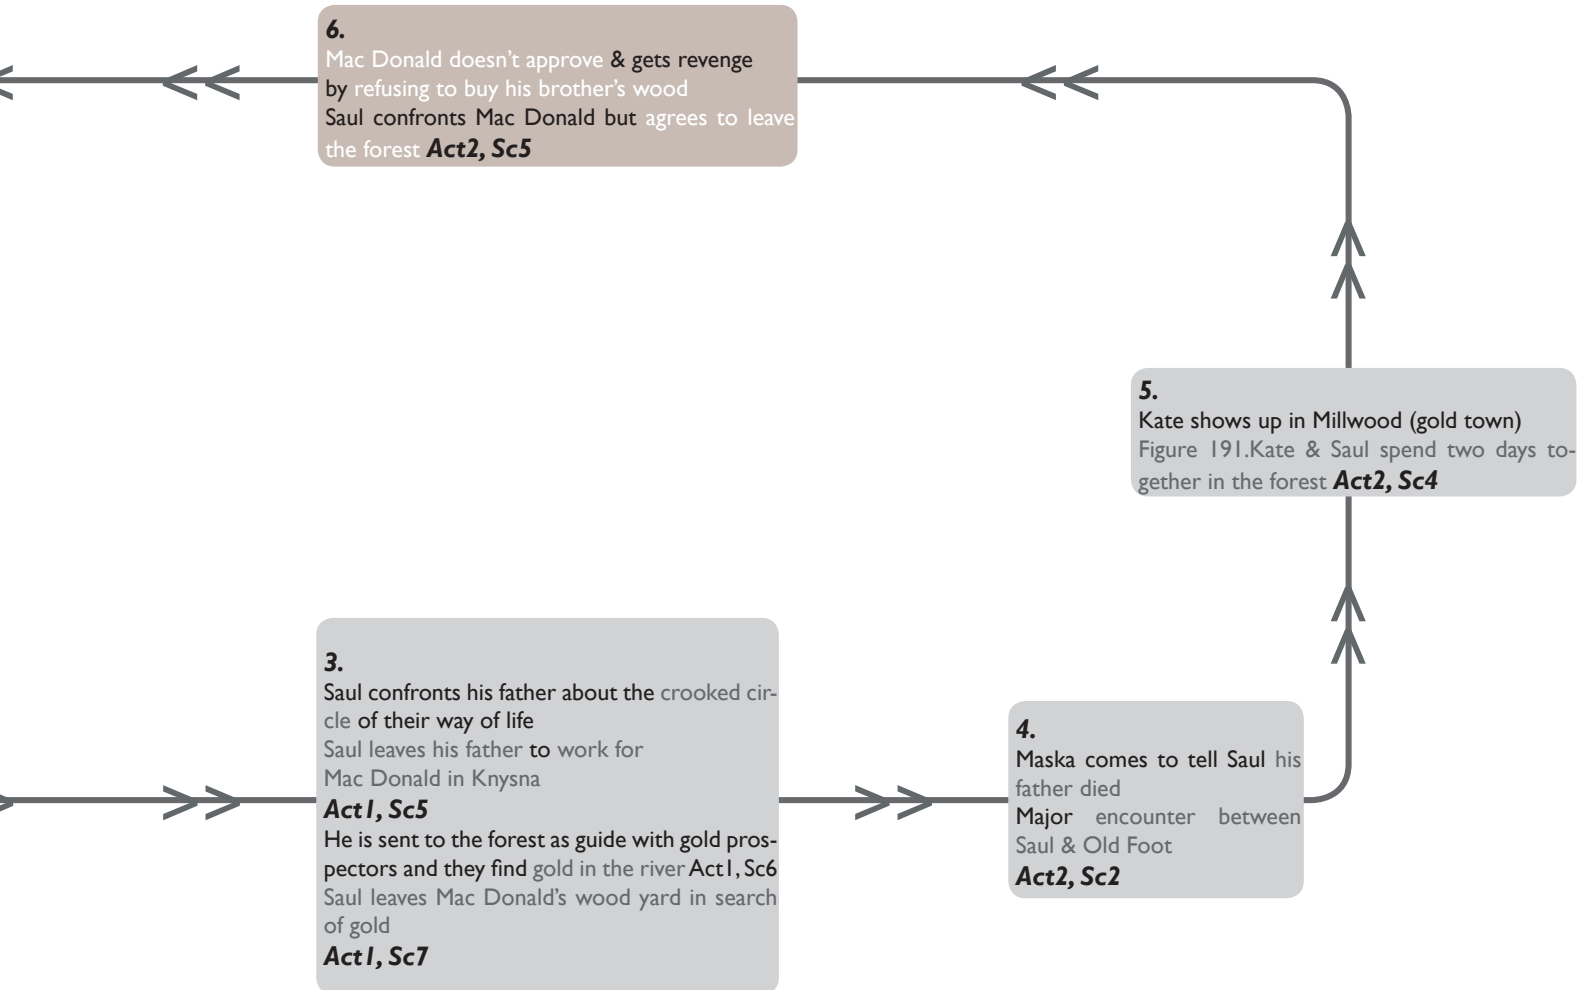 6.
Mac Donald doesn't approve & gets revenge
by refusing to buy his brother's wood
Saul confronts Mac Donald but agrees to leave
the forest Act2, Sc5
5.
Kate shows up in Millwood (gold town)
Figure 191.Kate & Saul spend two days to-
gether in the forest Act2, Sc4
3.
Saul confronts his father about the crooked cir-
cle of their way of life
Saul leaves his father to work for
Mac Donald in Knysna
Act1, Sc5
He is sent to the forest as guide with gold pros-
pectors and they find gold in the river Act1, Sc6
Saul leaves Mac Donald's wood yard in search
of gold
Act1, Sc7
4.
Maska comes to tell Saul his
father died
Major encounter between
Saul & Old Foot
Act2, Sc2